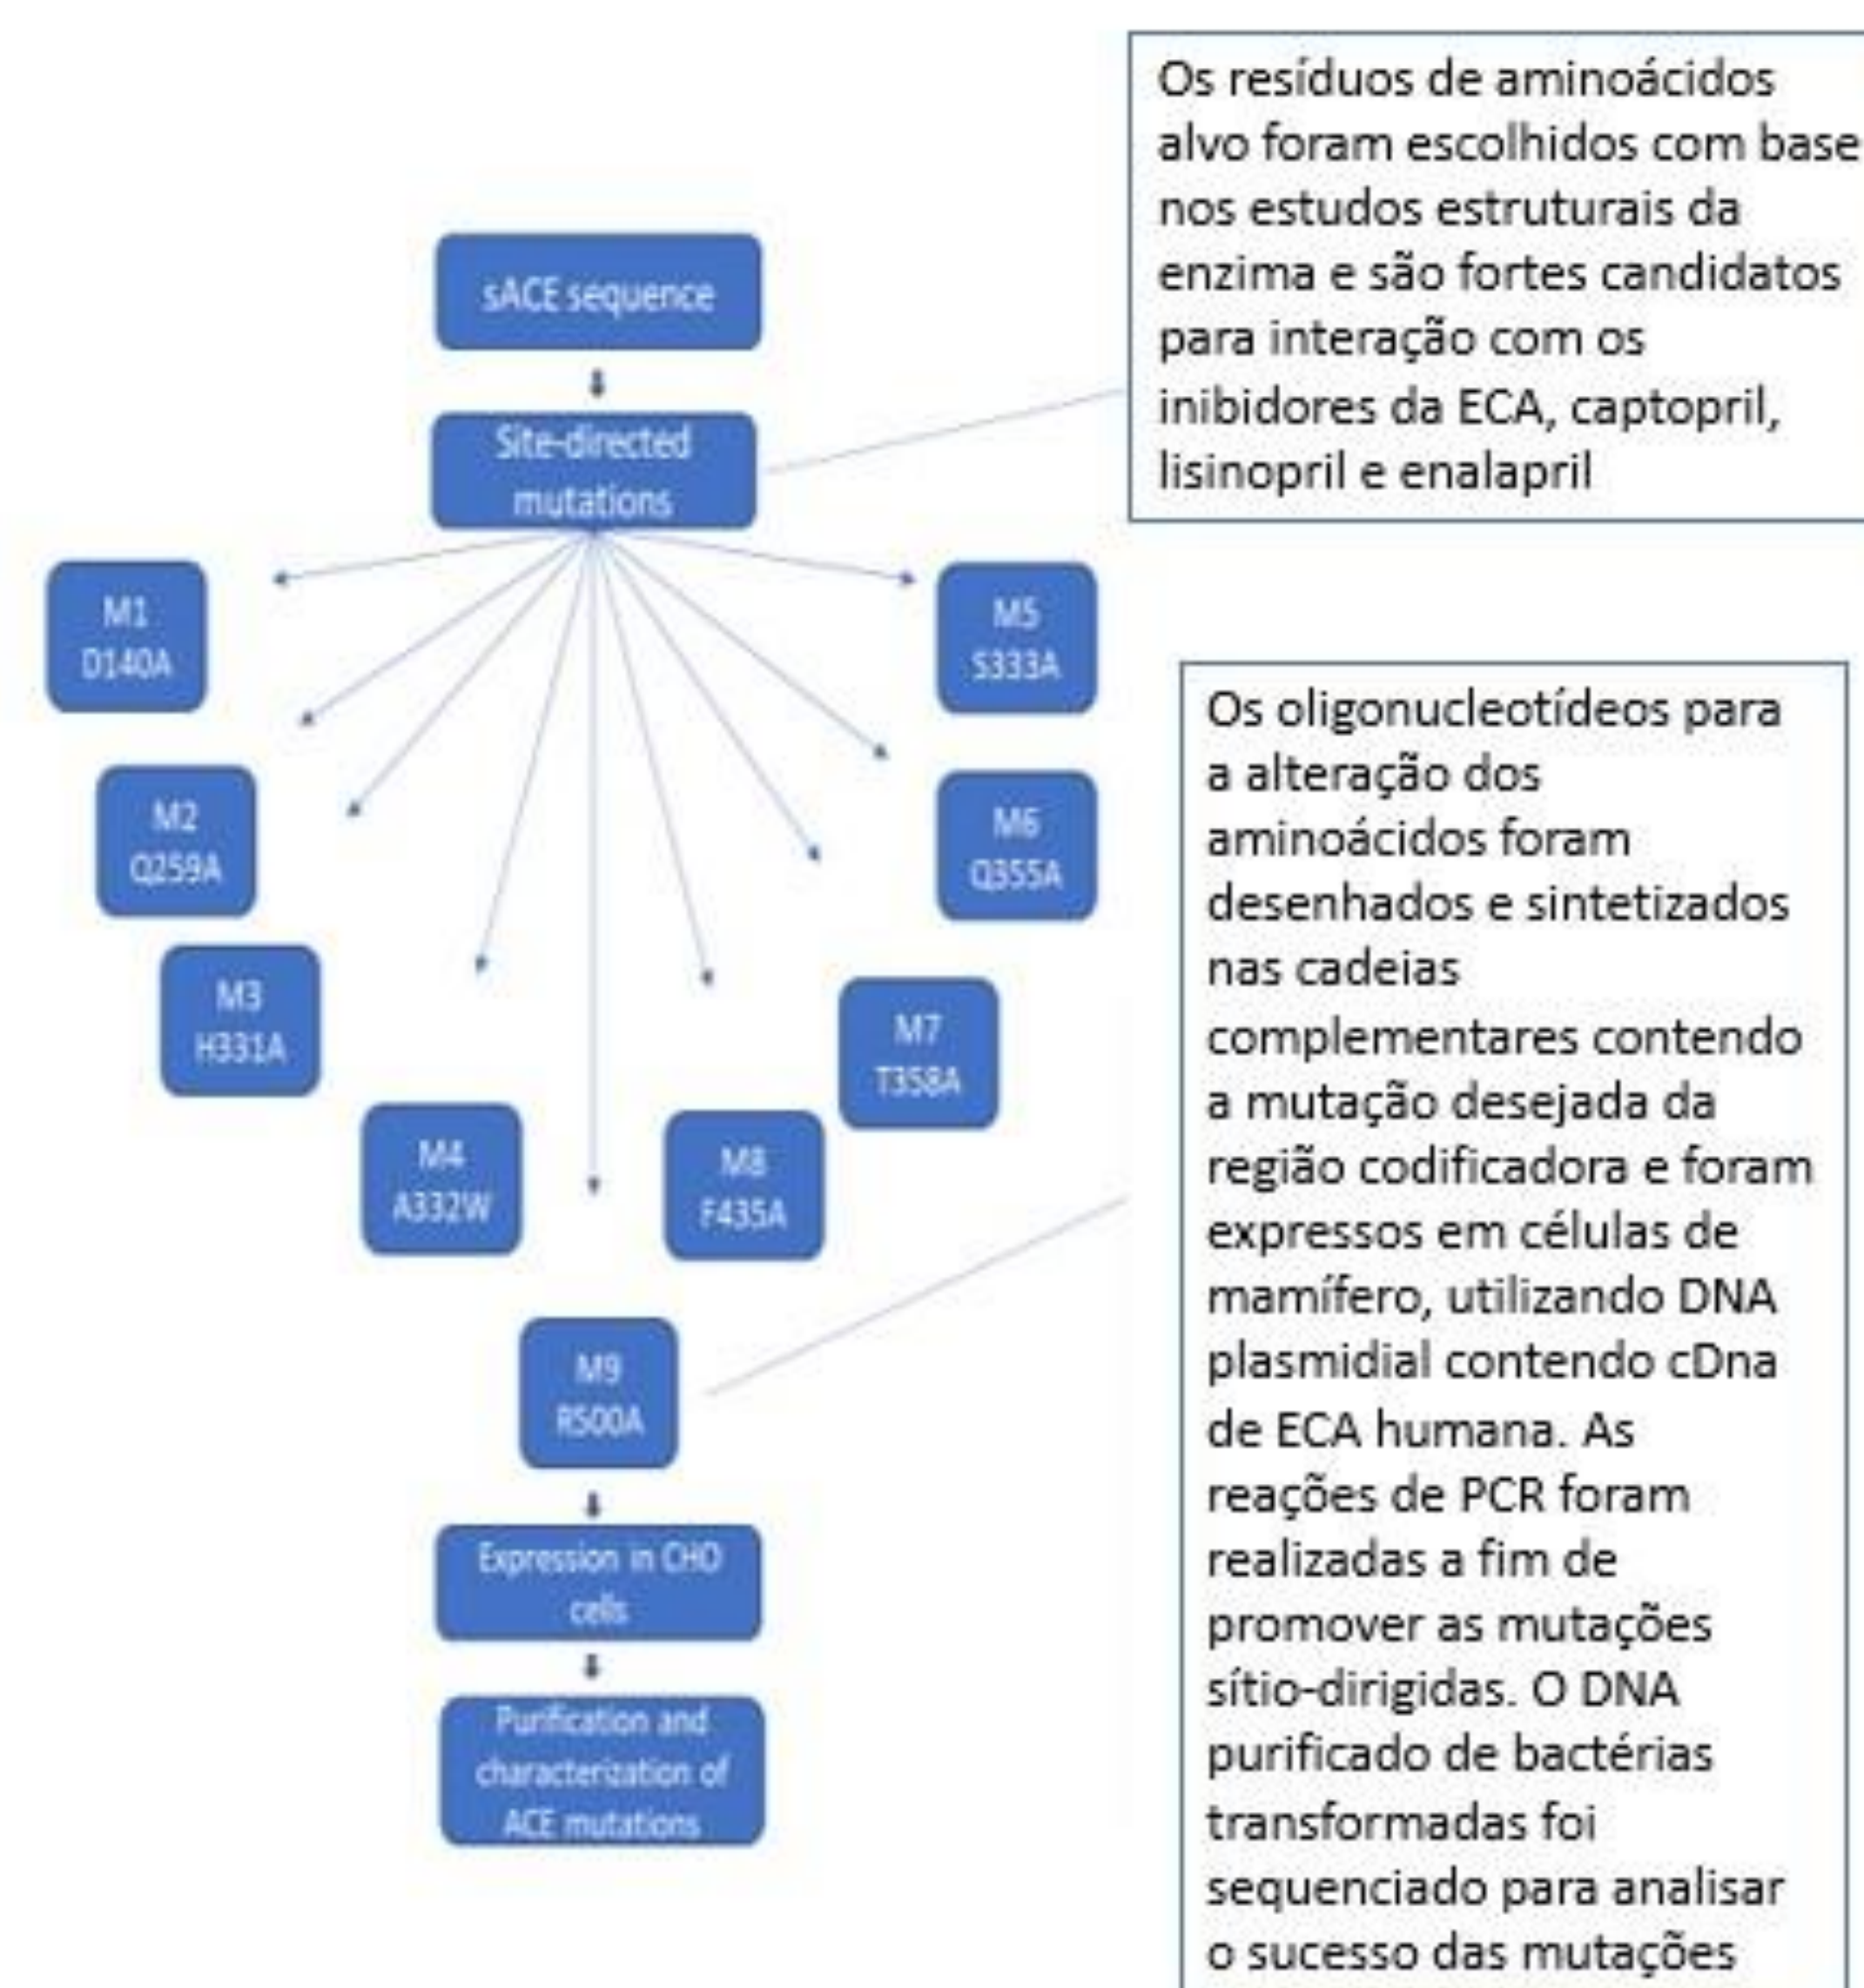 sACE sequence
Site-directed
mutations
M1
D140A
M2
Q259A
M3
H331A
M4
A332W
M5
S333A
M6
Q355A
M7
T358A
M8
F435A
M9
R500A
Expression in CHO
cells
Purification and
characterization of
ACE mutations
Os resíduos de aminoácidos
alvo foram escolhidos com base
nos estudos estruturais da
enzima e são fortes candidatos
para interação com os
inibidores da ECA, captopril,
lisinopril e enalapril
Os oligonucleotídeos para
a alteração dos
aminoácidos foram
desenhados e sintetizados
nas cadeias
complementares contendo
a mutação desejada da
região codificadora e foram
expressos em células de
mamífero, utilizando DNA
plasmidial contendo cDna
de ECA humana. As
reações de PCR foram
realizadas a fim de
promover as mutações
sítio-dirigidas. O DNA
purificado de bactérias
transformadas foi
sequenciado para analisar
o sucesso das mutações